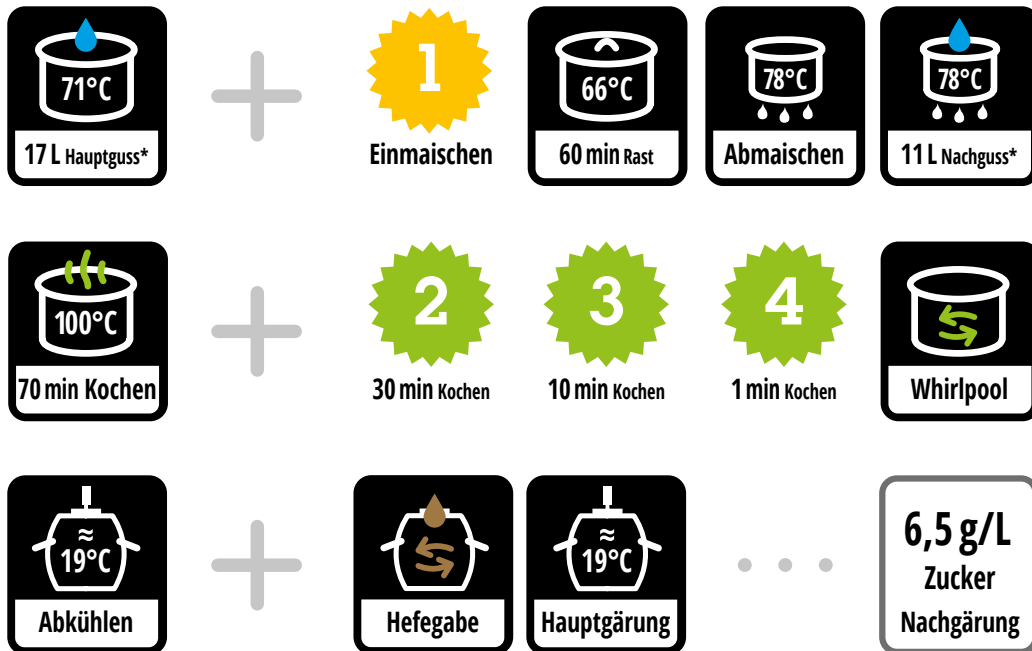 71°C
17 L Hauptguss*
1
Einmaischen
66°C
60 min Rast
78°C
Abmaischen
78°C
11 L Nachguss*
100°C
70 min Kochen
2
30 min Kochen
3
10 min Kochen
4
1 min Kochen
Whirlpool
≈
19°C
Abkühlen
Hefegabe
≈
19°C
Hauptgärung
6,5 g/L
Zucker
Nachgärung